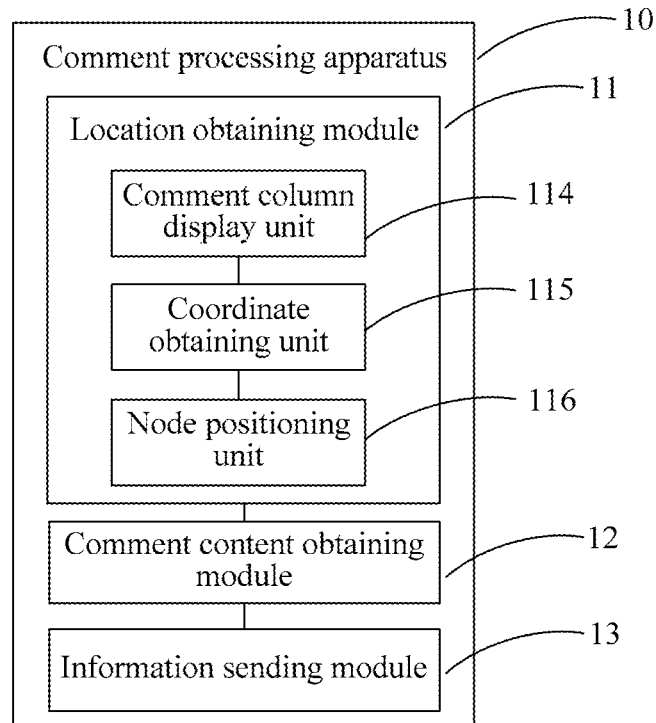 10
Comment processing apparatus
11
Location obtaining module
Comment column
display unit
114
Coordinate
obtaining unit
115
Node positioning
unit
116
Comment content obtaining
module
12
Information sending module
13